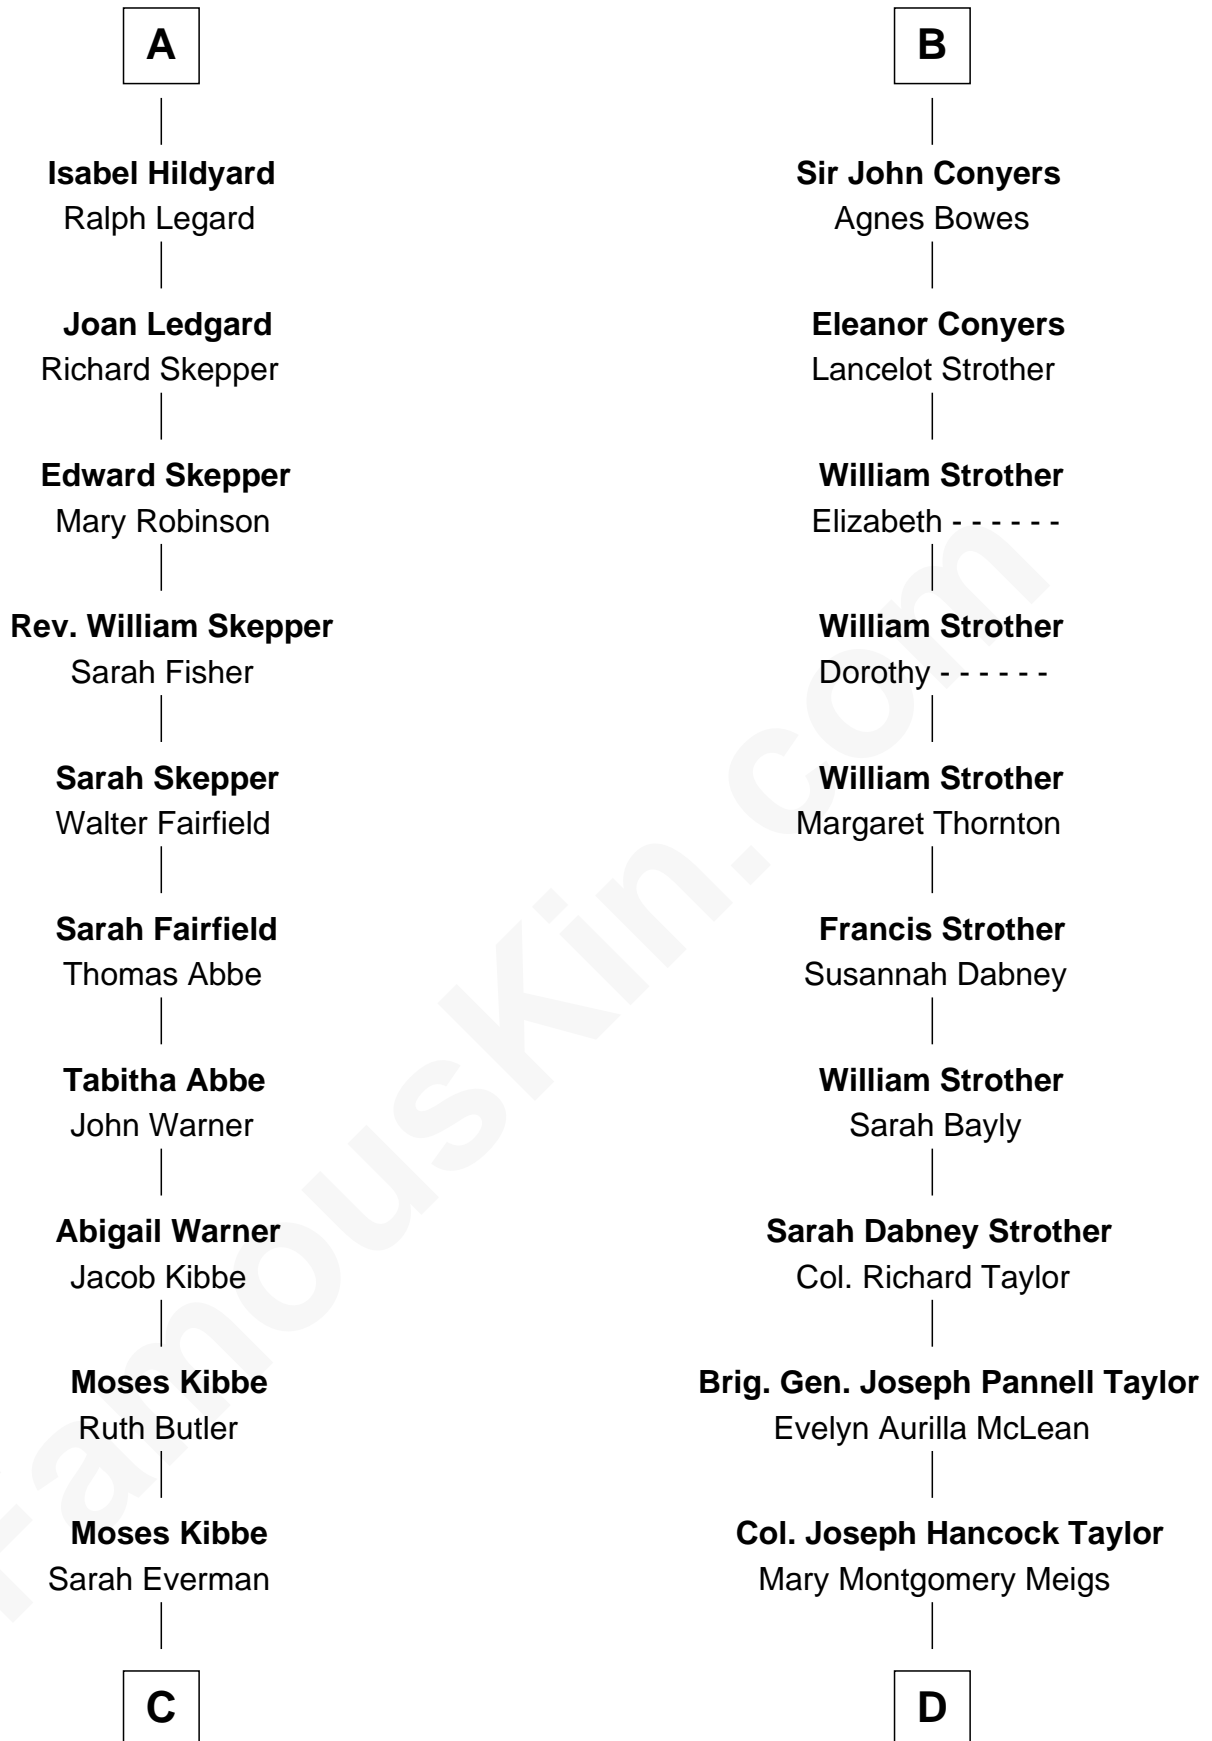 A
Isabel Hildyard
Ralph Legard
Joan Ledgard
Richard Skepper
Edward Skepper
Mary Robinson
Rev. William Skepper
Sarah Fisher
Sarah Skepper
Walter Fairfield
Sarah Fairfield
Thomas Abbe
Tabitha Abbe
John Warner
Abigail Warner
Jacob Kibbe
Moses Kibbe
Ruth Butler
Moses Kibbe
Sarah Everman
C
B
Sir John Conyers
Agnes Bowes
Eleanor Conyers
Lancelot Strother
William Strother
Elizabeth - - - - - -
William Strother
Dorothy - - - - - -
William Strother
Margaret Thornton
Francis Strother
Susannah Dabney
William Strother
Sarah Bayly
Sarah Dabney Strother
Col. Richard Taylor
Brig. Gen. Joseph Pannell Taylor
Evelyn Aurilla McLean
Col. Joseph Hancock Taylor
Mary Montgomery Meigs
D
FamousKin.com